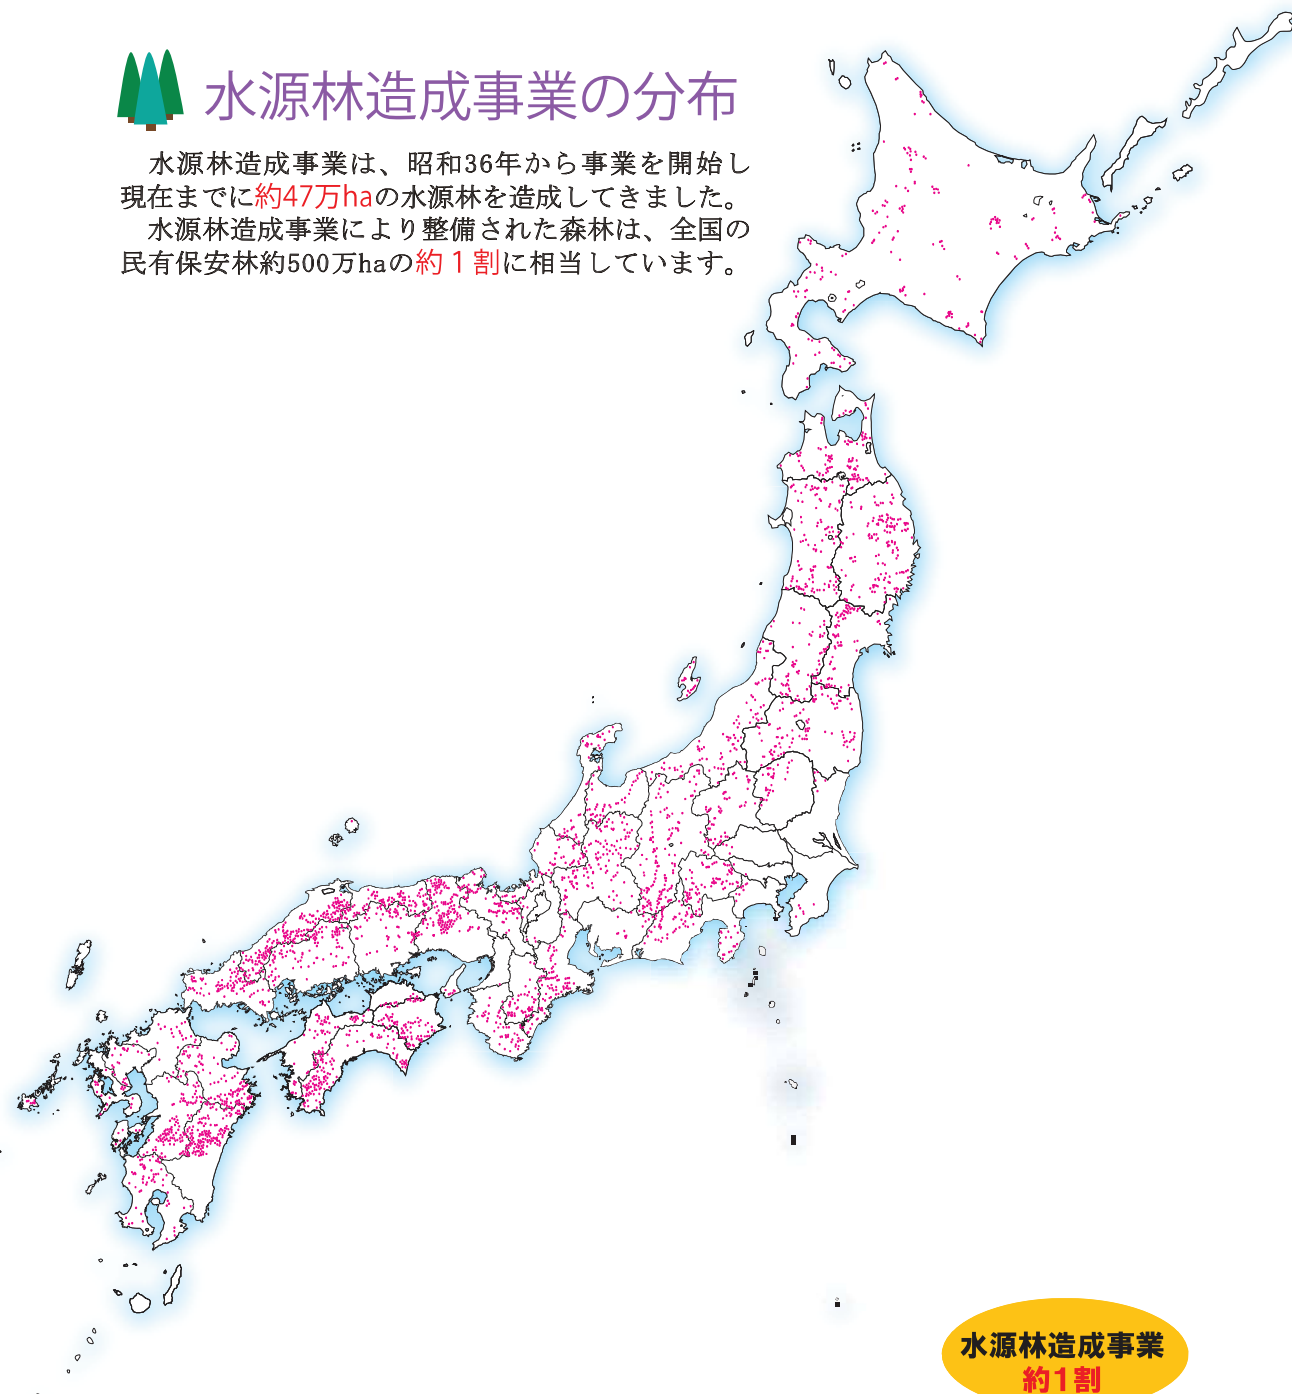 水源林造成事業の分布
水源林造成事業は、昭和36年から事業を開始し
現在までに約47万haの水源林を造成してきました。
水源林造成事業により整備された森林は、全国の
民有保安林約500万haの約1割に相当しています。
水源林造成事業
約1割